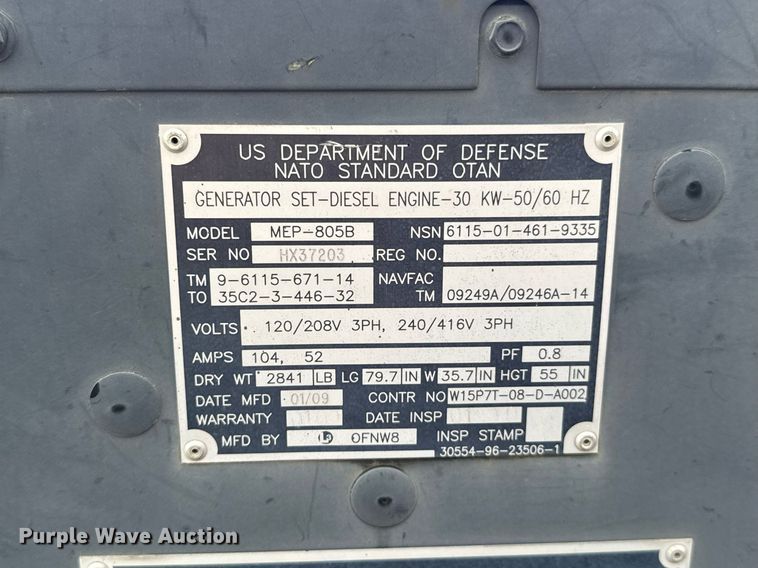 US DEPARTMENT OF DEFENSE
NATO STANDARD OTAN
GENERATOR SET-DIESEL ENGINE-30 KW-50/60 HZ
MODEL MEP-805B NSN 6115-01-461-9335
SER NO HX37203 REG NO.
TM 9-6115-671-14 NAVFAC
TO 35C2-3-446-32 TM 09249A/09246A-14
VOLTS 120/208V 3PH, 240/416V 3PH
AMPS 104, 52 PF 0.8
DRY WT 2841 LB LG 79.7 IN W 35.7 IN HGT 55 IN
DATE MFD 01/09 CONTR NO W15P7T-08-D-A002
WARRANTY DATE INSP
MFD BY OFNW8 INSP STAMP
30554-96-23506-1
Purple Wave Auction